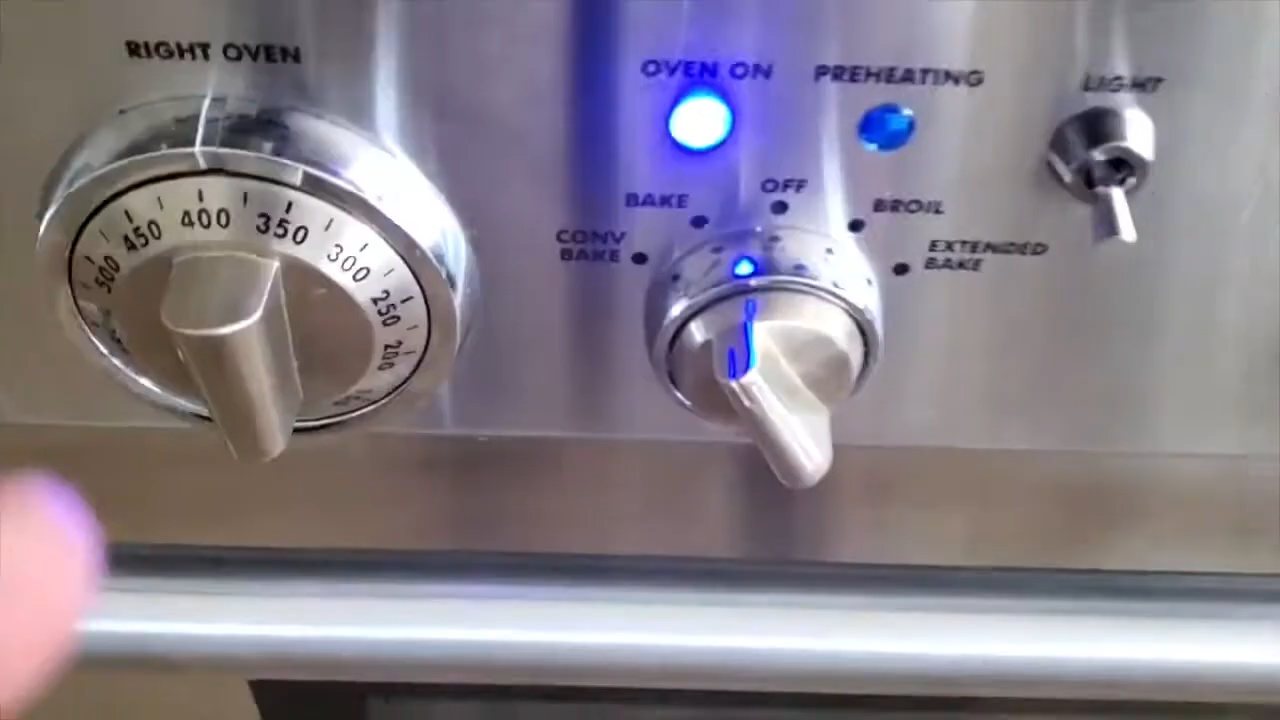 RIGHT OVEN
OVEN ON
PREHEATING
LIGHT
BAKE
OFF
BROIL
CONV
BAKE
EXTENDED
BAKE
500
450
400
350
300
250
200